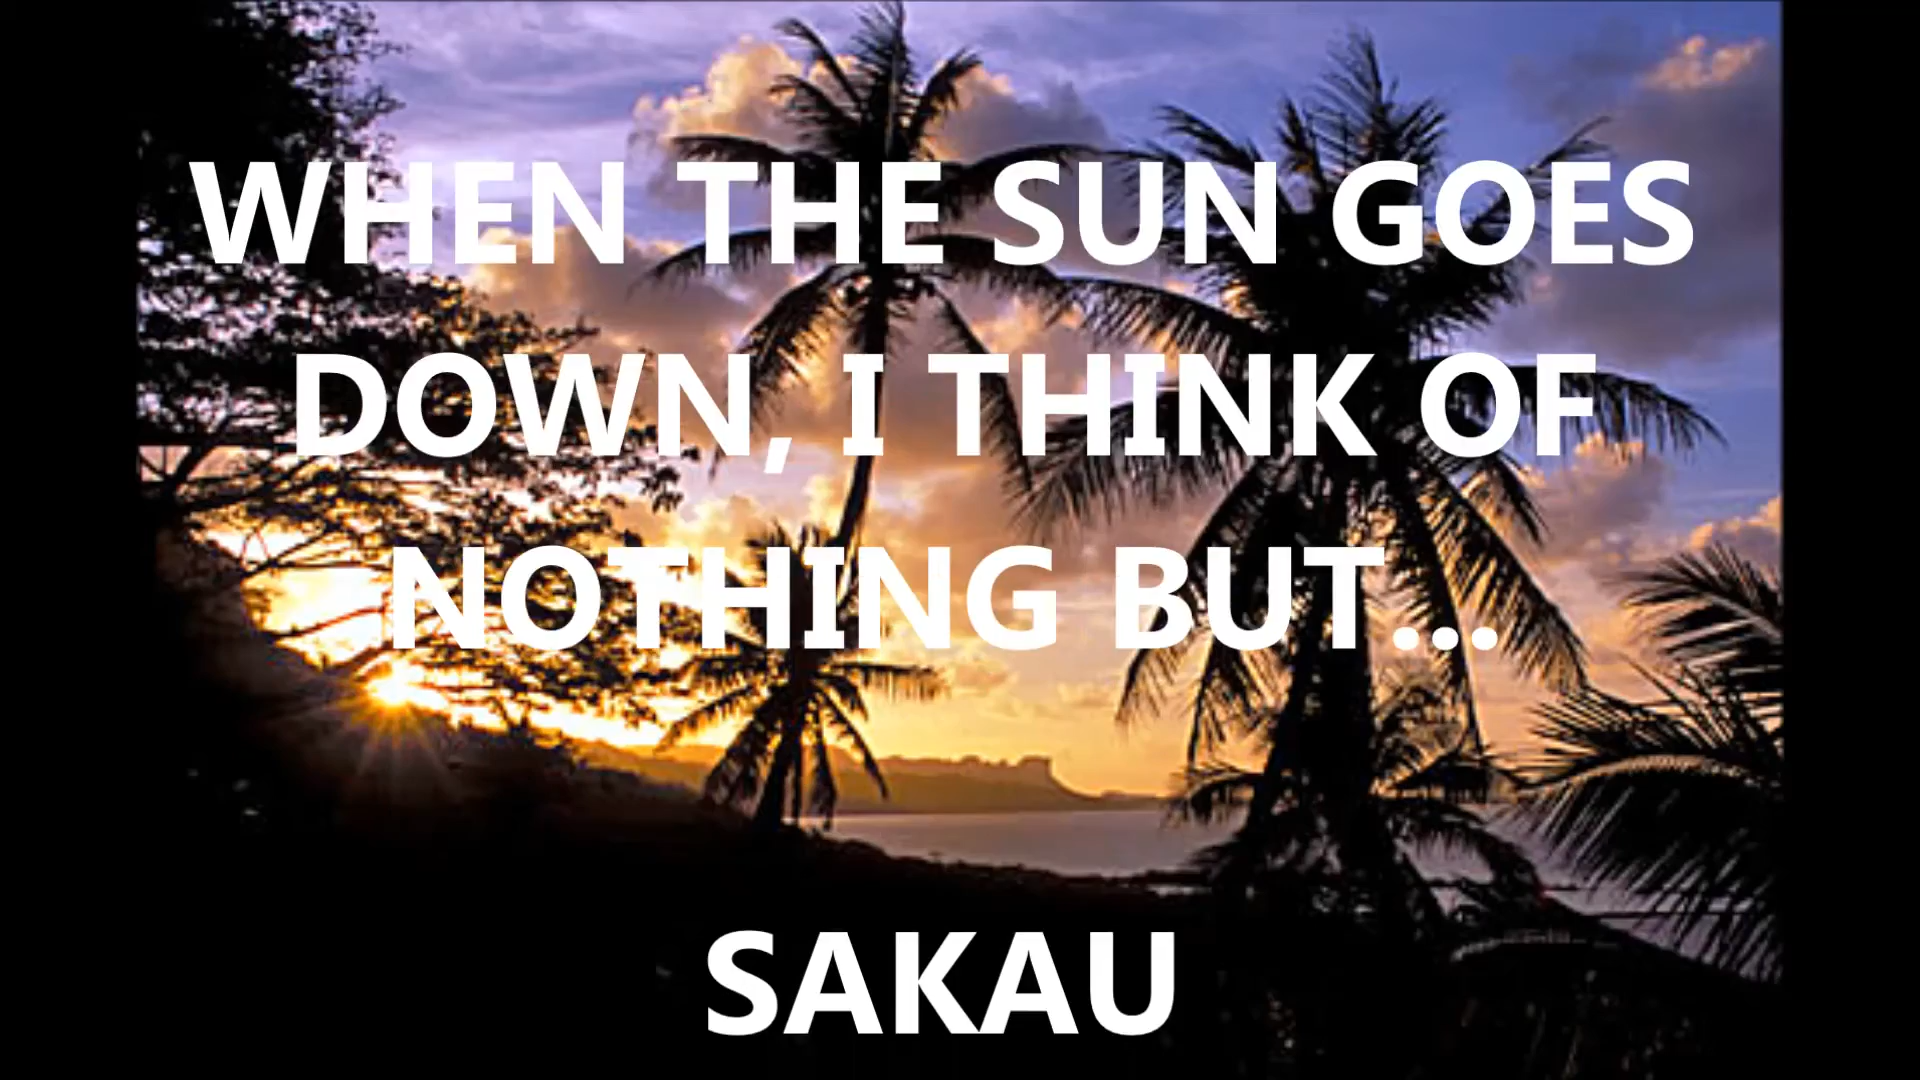 WHEN THE SUN GOES
DOWN, I THINK OF
NOTHING BUT...
SAKAU